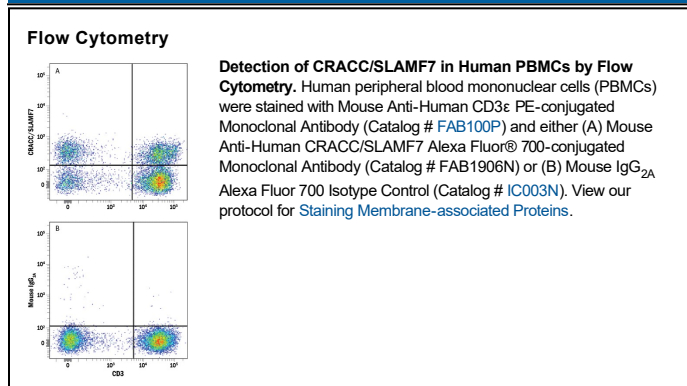 Flow Cytometry
Detection of CRACC/SLAMF7 in Human PBMCs by Flow
Cytometry. Human peripheral blood mononuclear cells (PBMCs)
were stained with Mouse Anti-Human CD3ε PE-conjugated
Monoclonal Antibody (Catalog # FAB100P) and either (A) Mouse
Anti-Human CRACC/SLAMF7 Alexa Fluor® 700-conjugated
Monoclonal Antibody (Catalog # FAB1906N) or (B) Mouse IgG2A
Alexa Fluor 700 Isotype Control (Catalog # IC003N). View our
protocol for Staining Membrane-associated Proteins.
A
CRACC/SLAMF7
B
Mouse IgG2A
CD3